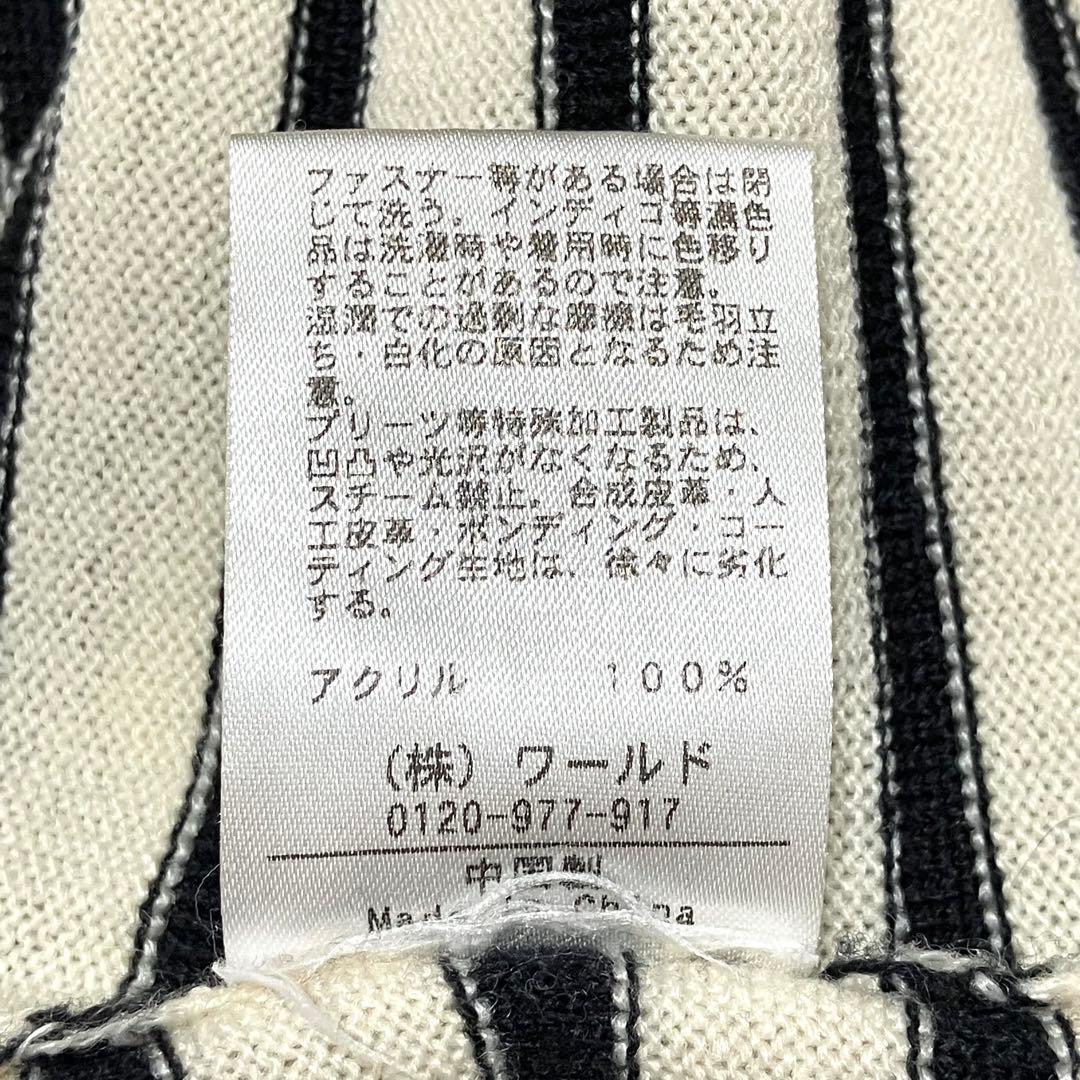 ファスナー等がある場合は閉
じて洗う。インディゴ等濃色
品は洗濯時や着用時に色移り
することがあるので注意。
湿潤での過剰な摩擦は毛羽立
ち・白化の原因となるため注
意。
プリーツ等特殊加工製品は、
凹凸や光沢がなくなるため、
スチーム禁止。合成皮革・人
工皮革・ボンディング・コー
ティング生地は、徐々に劣化
する。
アクリル 100%
(株) ワールド
0120-977-917
中国製
Made in China